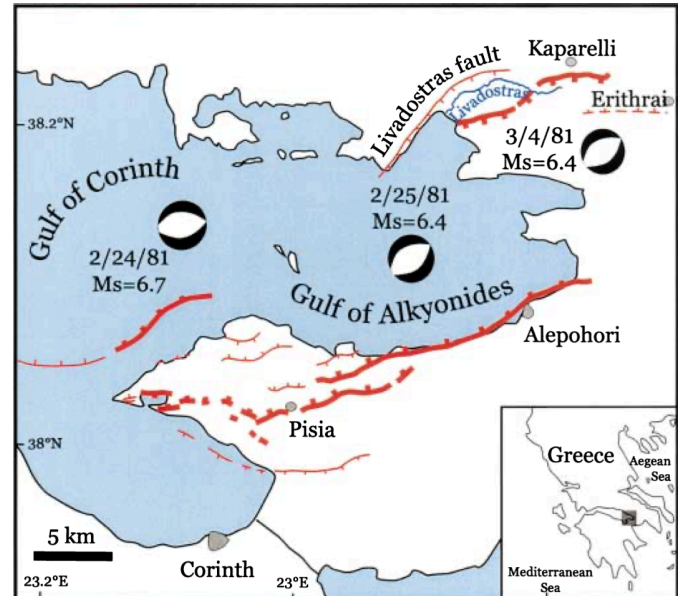 Kaparelli
Livadostras fault
Livadostras
Erithrai
38.2°N
3/4/81
Ms=6.4
Gulf of Corinth
2/25/81
Ms=6.4
2/24/81
Ms=6.7
Gulf of Alkyonides
Alepohori
Pisia
38°N
Greece
Aegean
Sea
5 km
Corinth
Mediterranean
Sea
23.2°E
23°E